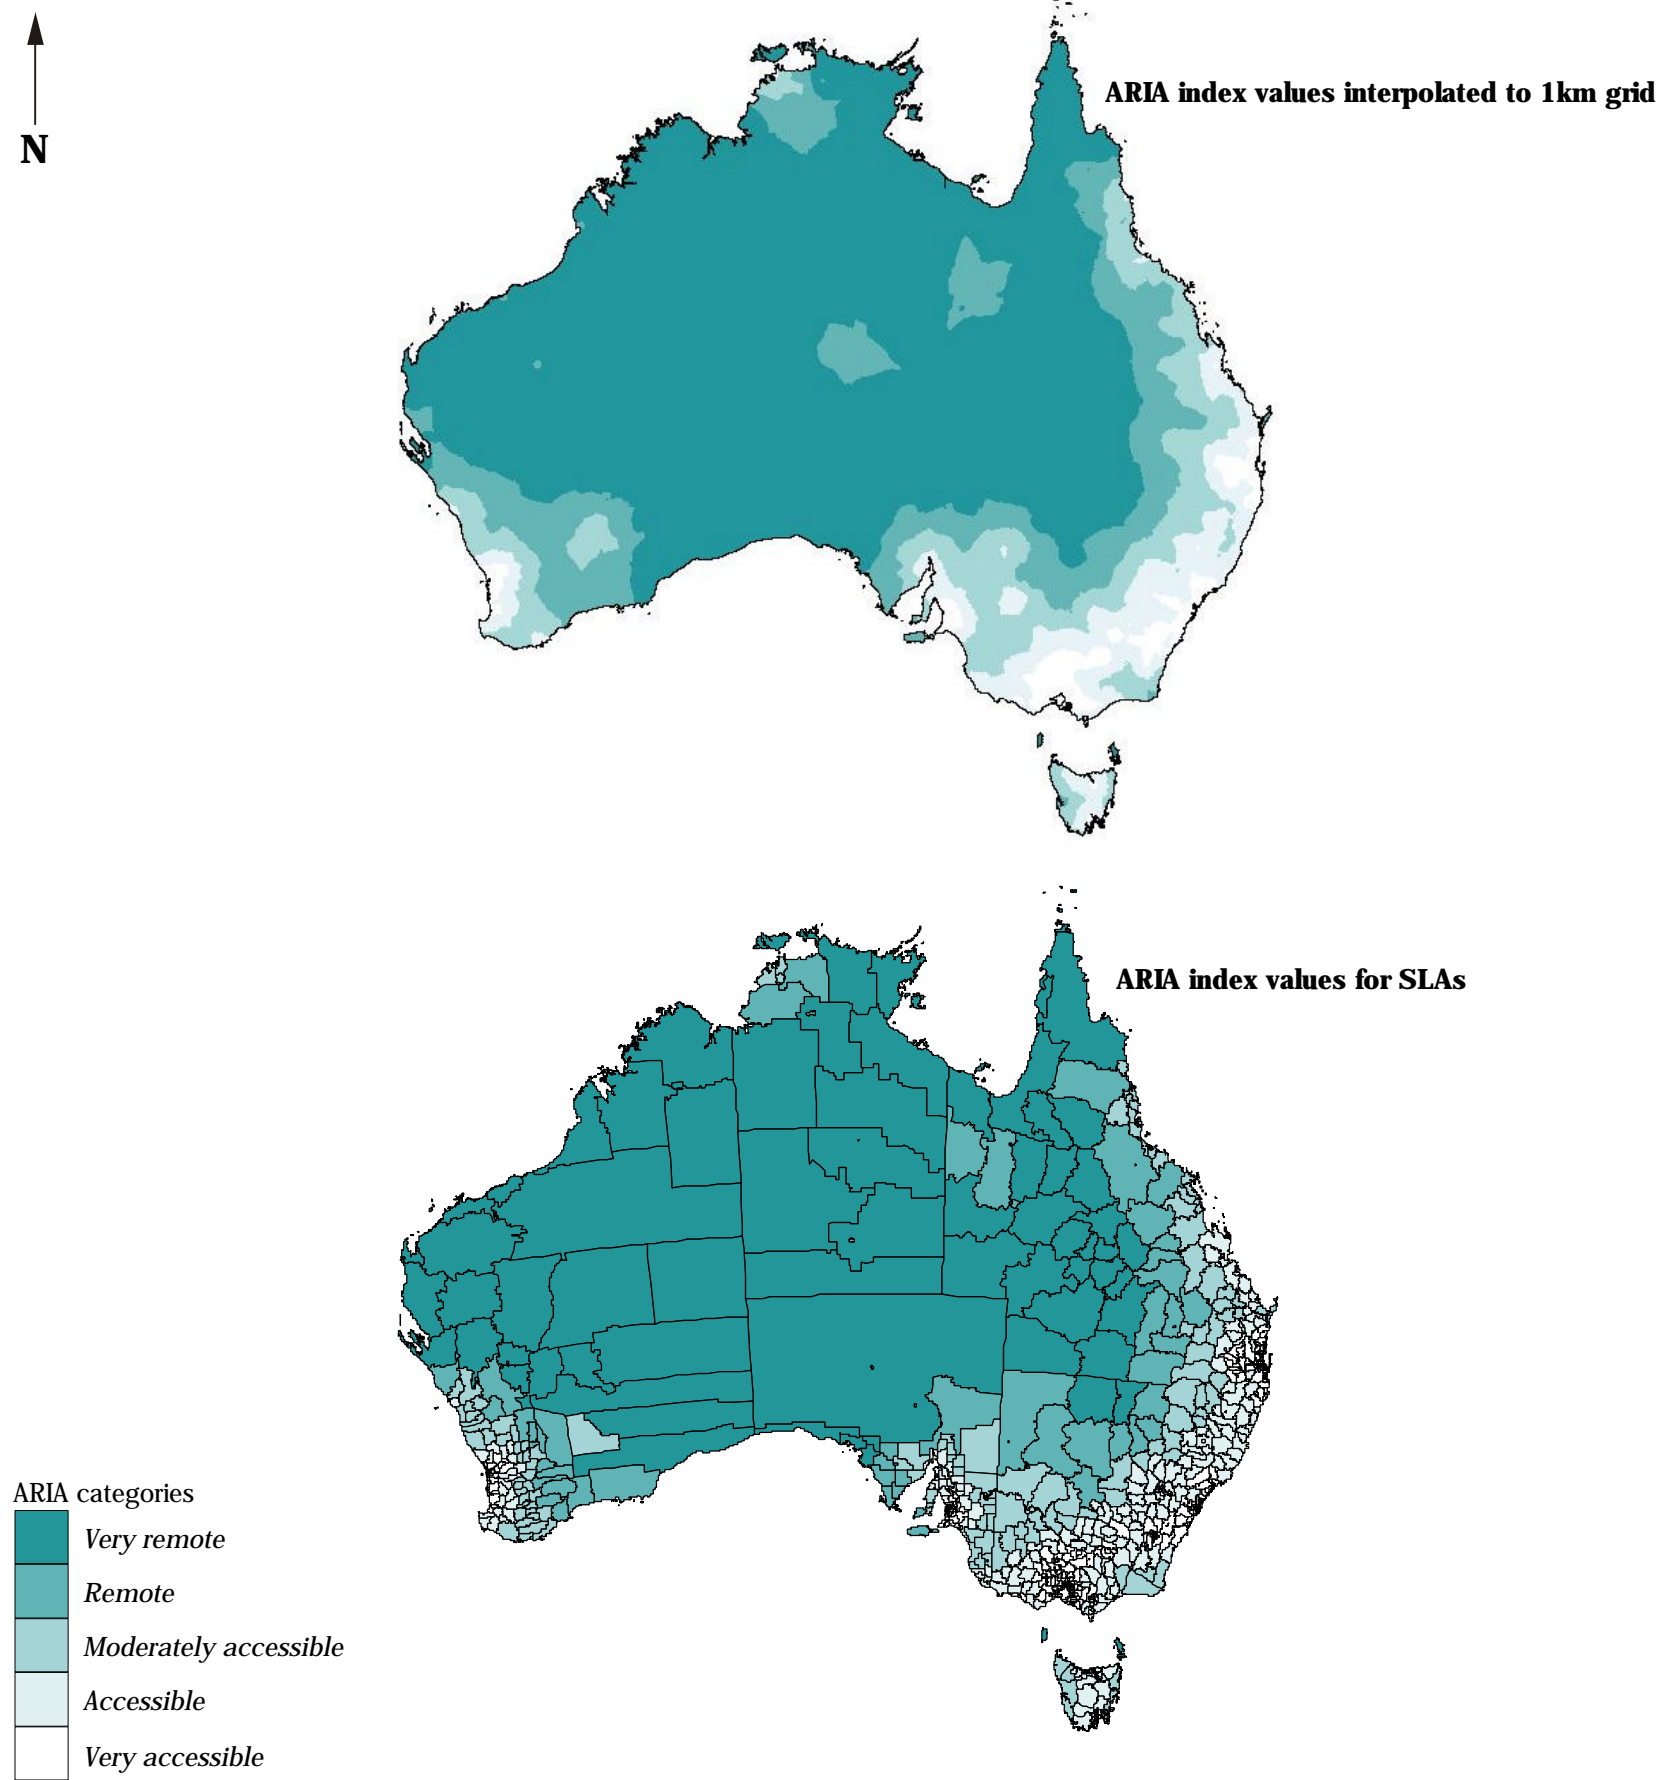 N
ARIA index values interpolated to 1km grid
ARIA index values for SLAs
ARIA categories
Very remote
Remote
Moderately accessible
Accessible
Very accessible